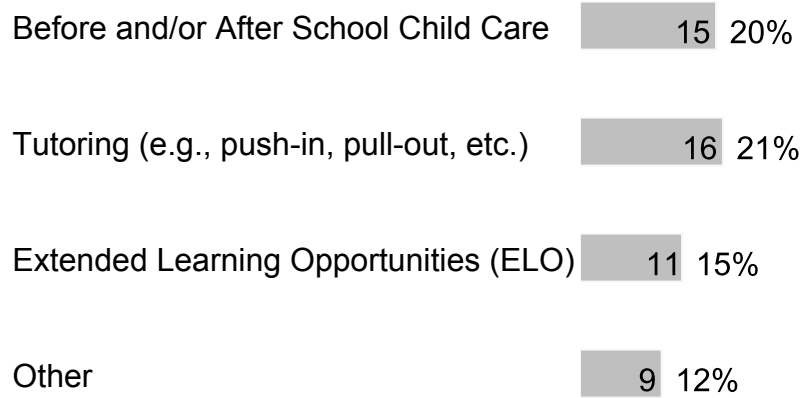 Before and/or After School Child Care 15 20%
Tutoring (e.g., push-in, pull-out, etc.) 16 21%
Extended Learning Opportunities (ELO) 11 15%
Other 9 12%